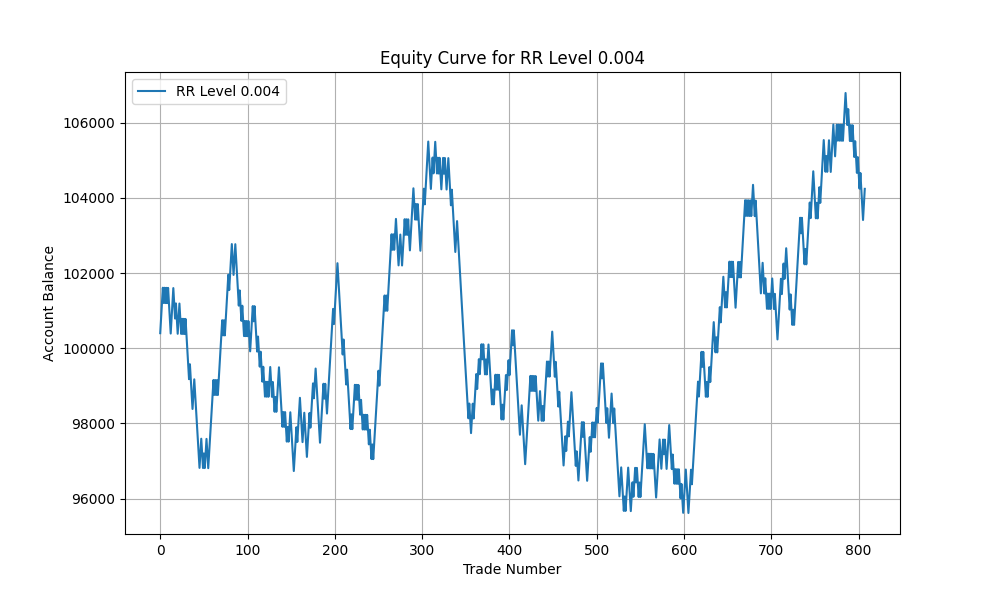 Equity Curve for RR Level 0.004
RR Level 0.004
106000
104000
102000
100000
98000
96000
Account Balance
0 100 200 300 400 500 600 700 800
Trade Number